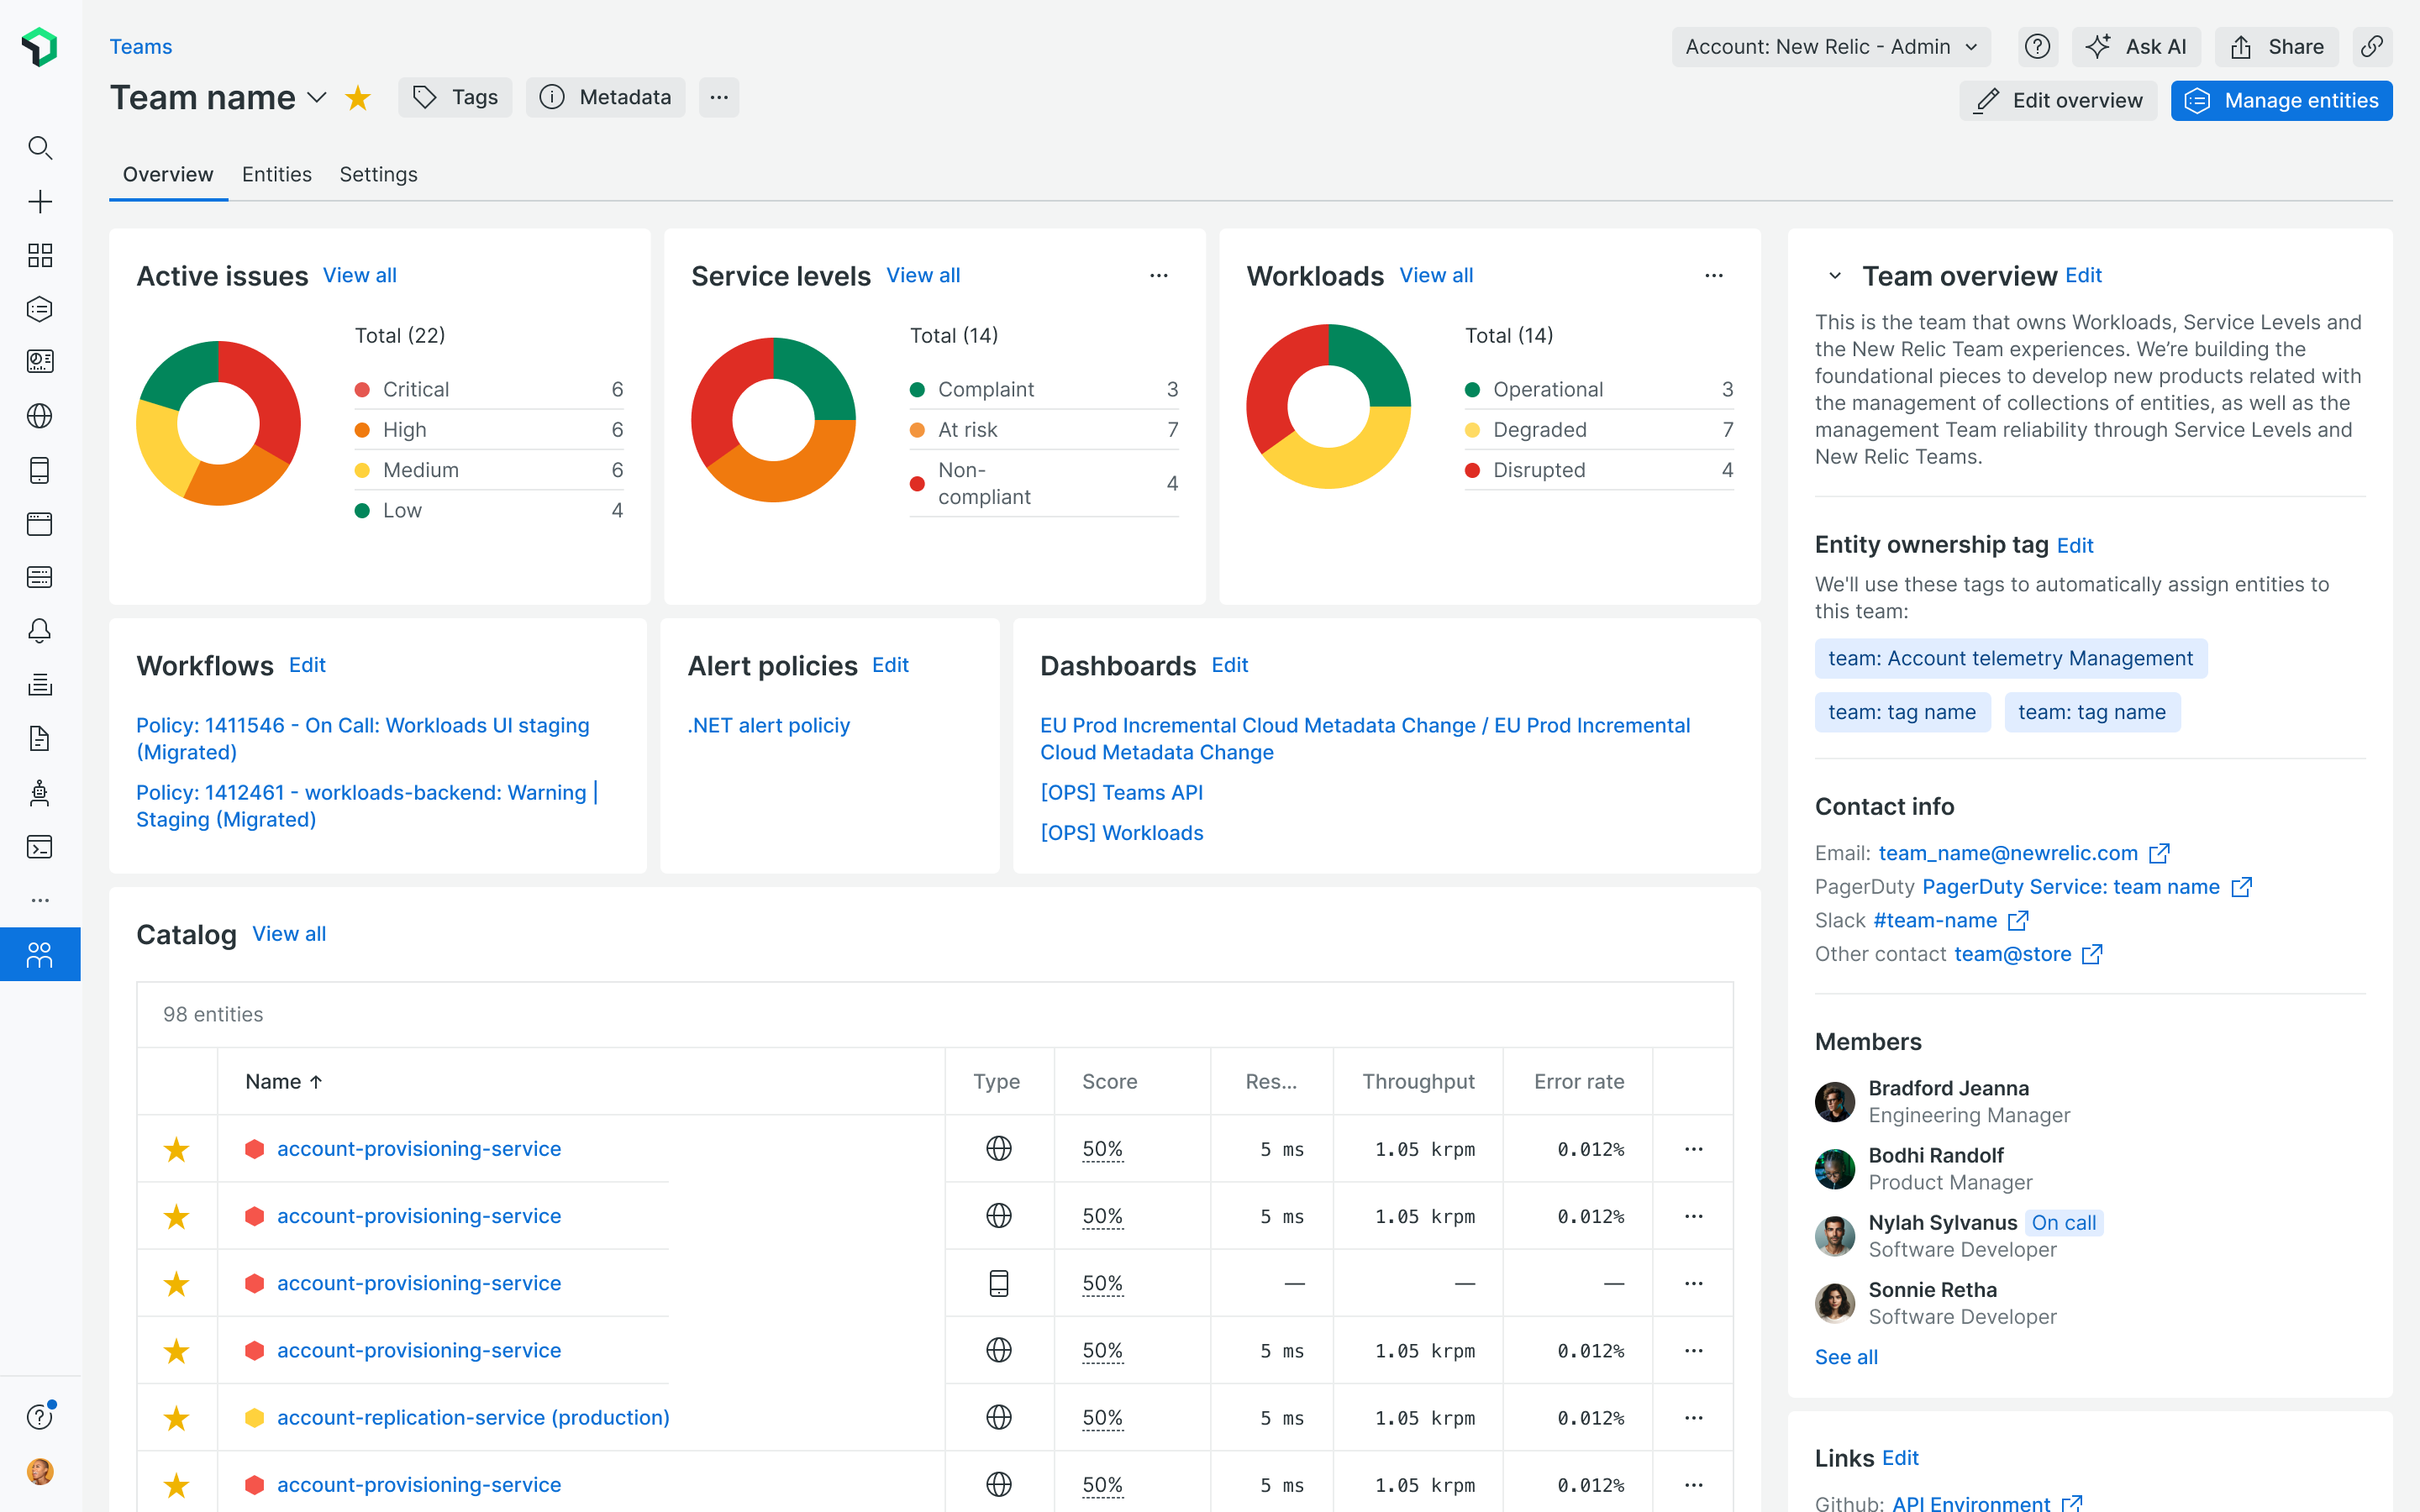 Teams
Account: New Relic - Admin
Ask AI
Share
Team name
Tags
Metadata
Edit overview
Manage entities
Overview
Entities
Settings
Active issues View all
Total (22)
Critical 6
High 6
Medium 6
Low 4
Service levels View all
Total (14)
Complaint 3
At risk 7
Non-
compliant 4
Workloads View all
Total (14)
Operational 3
Degraded 7
Disrupted 4
Workflows Edit
Policy: 1411546 - On Call: Workloads UI staging
(Migrated)
Policy: 1412461 - workloads-backend: Warning |
Staging (Migrated)
Alert policies Edit
.NET alert policiy
Dashboards Edit
EU Prod Incremental Cloud Metadata Change / EU Prod Incremental
Cloud Metadata Change
[OPS] Teams API
[OPS] Workloads
Catalog View all
98 entities
Name ↑ Type Score Res... Throughput Error rate
account-provisioning-service 50% 5 ms 1.05 krpm 0.012%
account-provisioning-service 50% 5 ms 1.05 krpm 0.012%
account-provisioning-service 50% — — —
account-provisioning-service 50% 5 ms 1.05 krpm 0.012%
account-replication-service (production) 50% 5 ms 1.05 krpm 0.012%
account-provisioning-service 50% 5 ms 1.05 krpm 0.012%
Team overview Edit
This is the team that owns Workloads, Service Levels and
the New Relic Team experiences. We’re building the
foundational pieces to develop new products related with
the management of collections of entities, as well as the
management Team reliability through Service Levels and
New Relic Teams.
Entity ownership tag Edit
We'll use these tags to automatically assign entities to
this team:
team: Account telemetry Management
team: tag name
team: tag name
Contact info
Email: team_name@newrelic.com
PagerDuty PagerDuty Service: team name
Slack #team-name
Other contact team@store
Members
Bradford Jeanna
Engineering Manager
Bodhi Randolf
Product Manager
Nylah Sylvanus On call
Software Developer
Sonnie Retha
Software Developer
See all
Links Edit
Github: API Environment